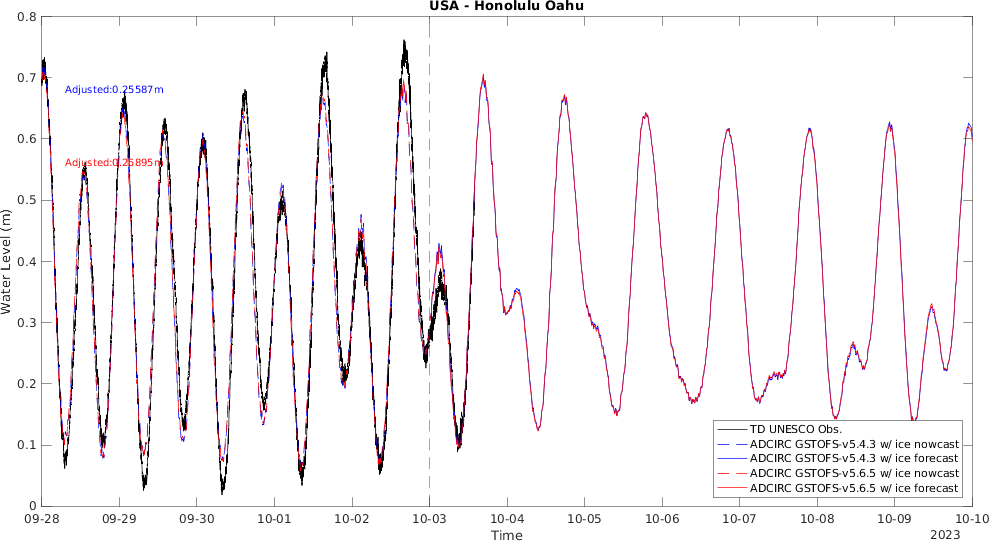 USA - Honolulu Oahu
0.8
0.7
0.6
0.5
0.4
0.3
0.2
0.1
0
Water Level (m)
Adjusted:0.25587m
Adjusted:0.25895m
TD UNESCO Obs.
ADCIRC GSTOFS-v5.4.3 w/ ice nowcast
ADCIRC GSTOFS-v5.4.3 w/ ice forecast
ADCIRC GSTOFS-v5.6.5 w/ ice nowcast
ADCIRC GSTOFS-v5.6.5 w/ ice forecast
09-28 09-29 09-30 10-01 10-02 10-03 10-04 10-05 10-06 10-07 10-08 10-09 10-10
Time
2023